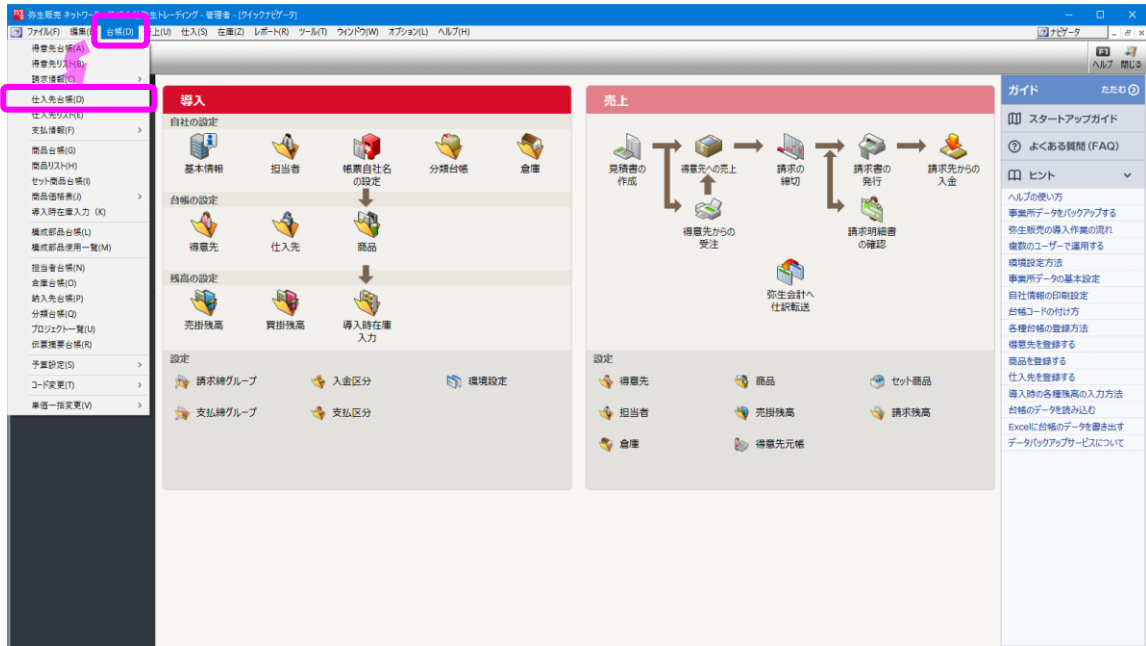 弥生販売 ネットワーク
生トレーディング - 管理者 - [クイックナビゲータ]
ファイル(F) 編集(E) 台帳(D) 上(U) 仕入(S) 在庫(Z) レポート(R) ツール(T) ウィンドウ(W) オプション(L) ヘルプ(H)
ナビゲータ
ヘルプ 閉じる
得意先台帳(A)
得意先リスト(B)
請求情報(C)
仕入先台帳(D)
仕入先リスト(E)
支払情報(F)
商品台帳(G)
商品リスト(H)
セット商品台帳(I)
商品価格表(J)
導入時在庫入力 (K)
構成部品台帳(L)
構成部品使用一覧(M)
担当者台帳(N)
倉庫台帳(O)
納入先台帳(P)
分類台帳(Q)
プロジェクト一覧(U)
伝票摘要台帳(R)
予算設定(S)
コード変更(T)
単価一括変更(V)
導入
自社の設定
基本情報 担当者 帳票自社名の設定 分類台帳 倉庫
台帳の設定
得意先 仕入先 商品
残高の設定
売掛残高 買掛残高 導入時在庫入力
設定
請求締グループ 入金区分 環境設定
支払締グループ 支払区分
売上
見積書の作成 得意先への売上 請求の締切 請求書の発行 請求先からの入金
得意先からの受注 請求明細書の確認
弥生会計へ仕訳転送
設定
得意先 商品 セット商品
担当者 売掛残高 請求残高
倉庫 得意先元帳
ガイド たたむ
スタートアップガイド
よくある質問(FAQ)
ヒント
ヘルプの使い方
事業所データをバックアップする
弥生販売の導入作業の流れ
複数のユーザーで運用する
環境設定方法
事業所データの基本設定
自社情報の印刷設定
台帳コードの付け方
各種台帳の登録方法
得意先を登録する
商品を登録する
仕入先を登録する
導入時の各種残高の入力方法
台帳のデータを読み込む
Excelに台帳のデータを書き出す
データバックアップサービスについて